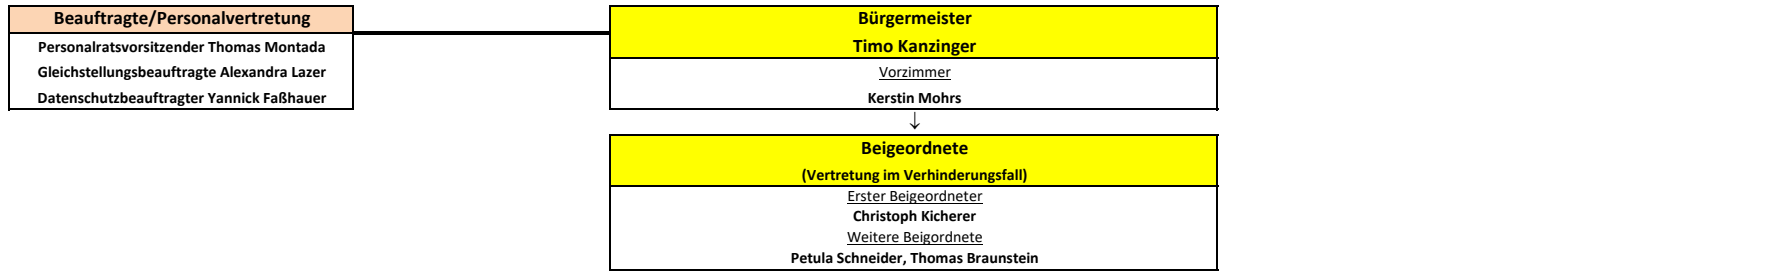 Beauftragte/Personalvertretung
Personalratsvorsitzender Thomas Montada
Gleichstellungsbeauftragte Alexandra Lazer
Datenschutzbeauftragter Yannick Faßhauer
Bürgermeister
Timo Kanzinger
Vorzimmer
Kerstin Mohrs
↓
Beigeordnete
(Vertretung im Verhinderungsfall)
Erster Beigeordneter
Christoph Kicherer
Weitere Beigordnete
Petula Schneider, Thomas Braunstein